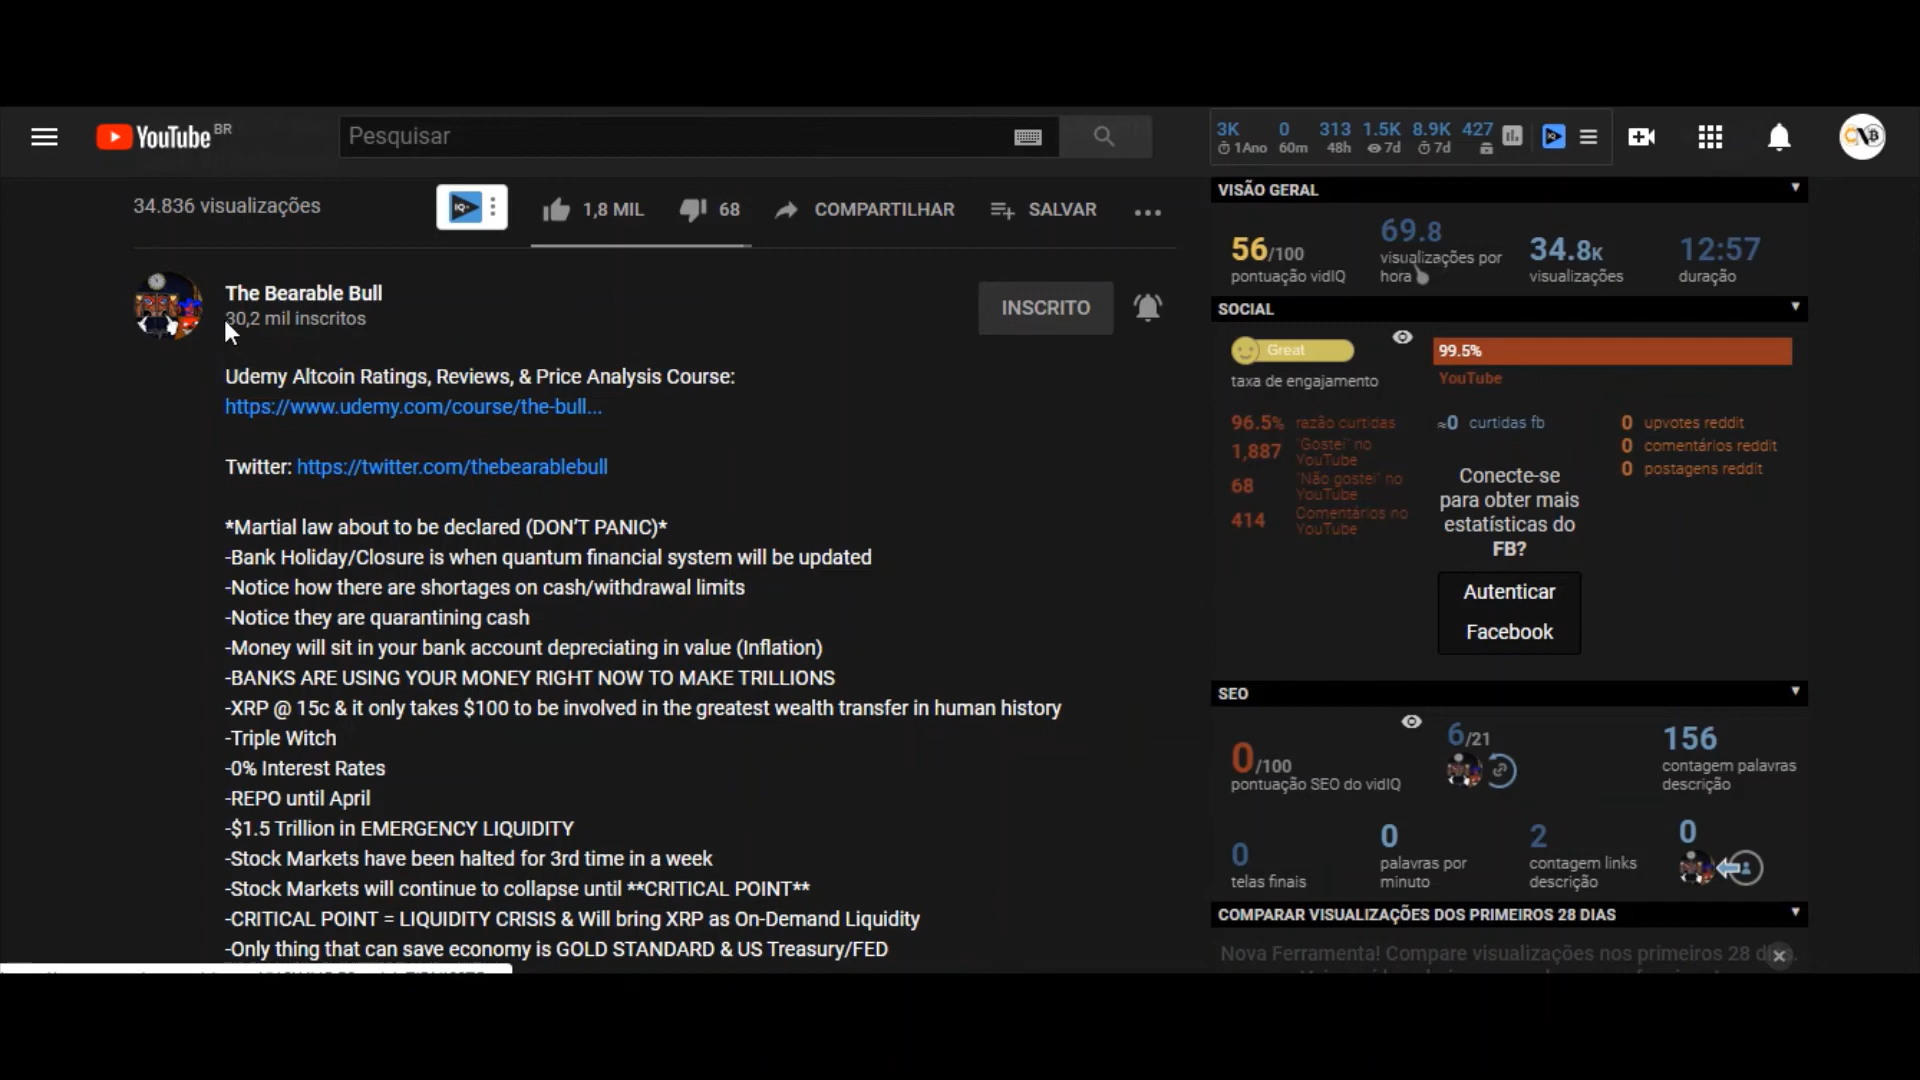 YouTube BR
Pesquisar
3K 0 313 1.5K 8.9K 427
1Ano 60m 48h 7d 7d
34.836 visualizações
IQ
1,8 MIL
68
COMPARTILHAR
SALVAR
The Bearable Bull
30,2 mil inscritos
INSCRITO
Udemy Altcoin Ratings, Reviews, & Price Analysis Course:
https://www.udemy.com/course/the-bull...
Twitter: https://twitter.com/thebearablebull
*Martial law about to be declared (DON'T PANIC)*
-Bank Holiday/Closure is when quantum financial system will be updated
-Notice how there are shortages on cash/withdrawal limits
-Notice they are quarantining cash
-Money will sit in your bank account depreciating in value (Inflation)
-BANKS ARE USING YOUR MONEY RIGHT NOW TO MAKE TRILLIONS
-XRP @ 15c & it only takes $100 to be involved in the greatest wealth transfer in human history
-Triple Witch
-0% Interest Rates
-REPO until April
-$1.5 Trillion in EMERGENCY LIQUIDITY
-Stock Markets have been halted for 3rd time in a week
-Stock Markets will continue to collapse until **CRITICAL POINT**
-CRITICAL POINT = LIQUIDITY CRISIS & Will bring XRP as On-Demand Liquidity
-Only thing that can save economy is GOLD STANDARD & US Treasury/FED
VISÃO GERAL
56/100
pontuação vidIQ
69.8
visualizações por
hora
34.8K
visualizações
12:57
duração
SOCIAL
Great
taxa de engajamento
99.5%
YouTube
96.5% razão curtidas
1,887 "Gostei" no
YouTube
68 "Não gostei" no
YouTube
414 Comentários no
YouTube
≈0 curtidas fb
Conecte-se
para obter mais
estatísticas do
FB?
Autenticar
Facebook
0 upvotes reddit
0 comentários reddit
0 postagens reddit
SEO
0/100
pontuação SEO do vidIQ
6/21
156
contagem palavras
descrição
0
telas finais
0
palavras por
minuto
2
contagem links
descrição
0
COMPARAR VISUALIZAÇÕES DOS PRIMEIROS 28 DIAS
Nova Ferramenta! Compare visualizações nos primeiros 28